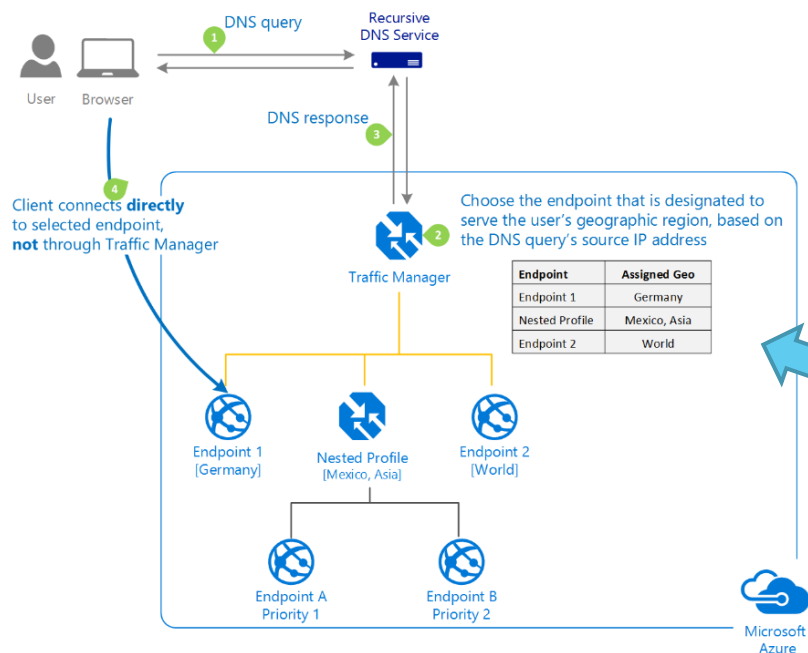 DNS query
1
Recursive
DNS Service
User
Browser
DNS response
3
4
Client connects directly
to selected endpoint,
not through Traffic Manager
2
Choose the endpoint that is designated to
serve the user's geographic region, based on
the DNS query's source IP address
Traffic Manager
Endpoint Assigned Geo
Endpoint 1 Germany
Nested Profile Mexico, Asia
Endpoint 2 World
Endpoint 1
[Germany]
Nested Profile
[Mexico, Asia]
Endpoint 2
[World]
Endpoint A
Priority 1
Endpoint B
Priority 2
Microsoft
Azure